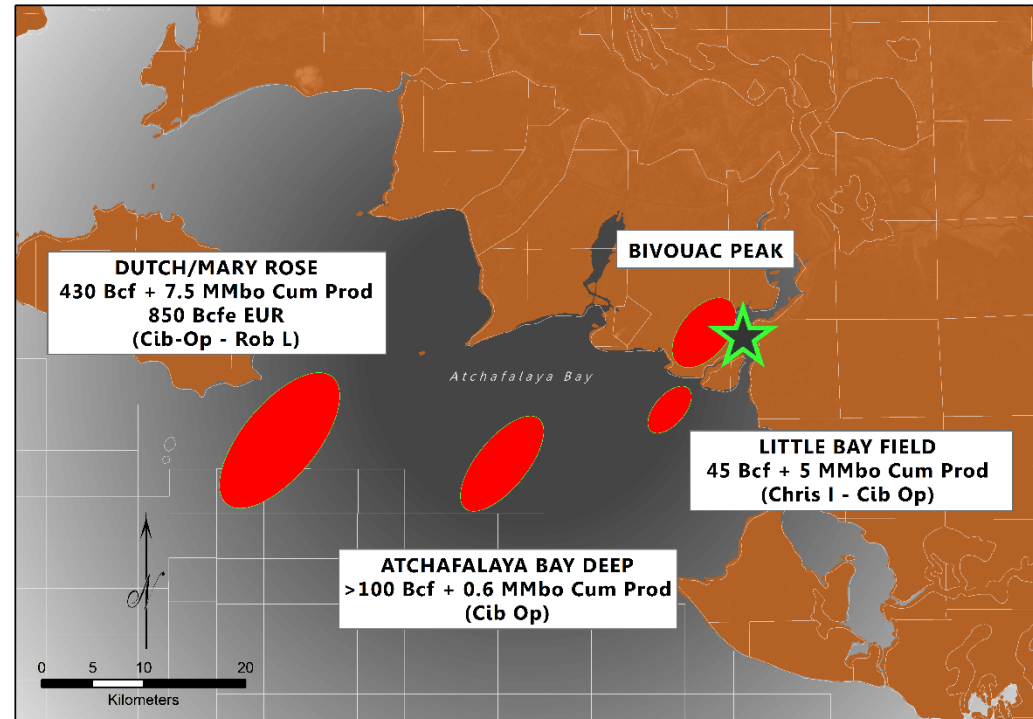 BIVOUAC PEAK
DUTCH/MARY ROSE
430 Bcf + 7.5 MMbo Cum Prod
850 Bcfe EUR
(Cib-Op - Rob L)
Atchafalaya Bay
LITTLE BAY FIELD
45 Bcf + 5 MMbo Cum Prod
(Chris I - Cib Op)
ATCHAFALAYA BAY DEEP
>100 Bcf + 0.6 MMbo Cum Prod
(Cib Op)
N
0 5 10 20
Kilometers